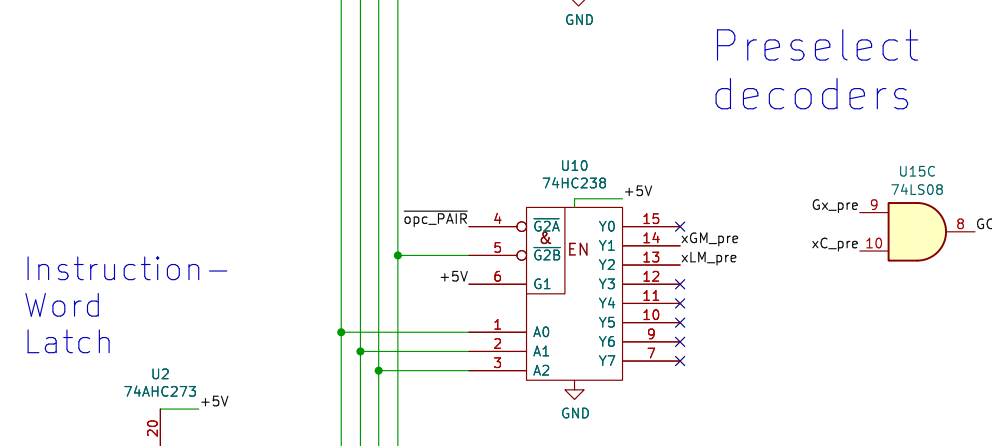 GND
Preselect
decoders
U10
74HC238
+5V
opc_PAIR 4 G2A Y0 15
& EN
Y1 14 xGM_pre
5 G2B Y2 13 xLM_pre
+5V 6 G1 Y3 12
Y4 11
Y5 10
1 A0 Y6 9
2 A1 Y7 7
3 A2
GND
U15C
74LS08
Gx_pre 9
8
xC_pre 10
Instruction-
Word
Latch
U2
74AHC273
+5V
20